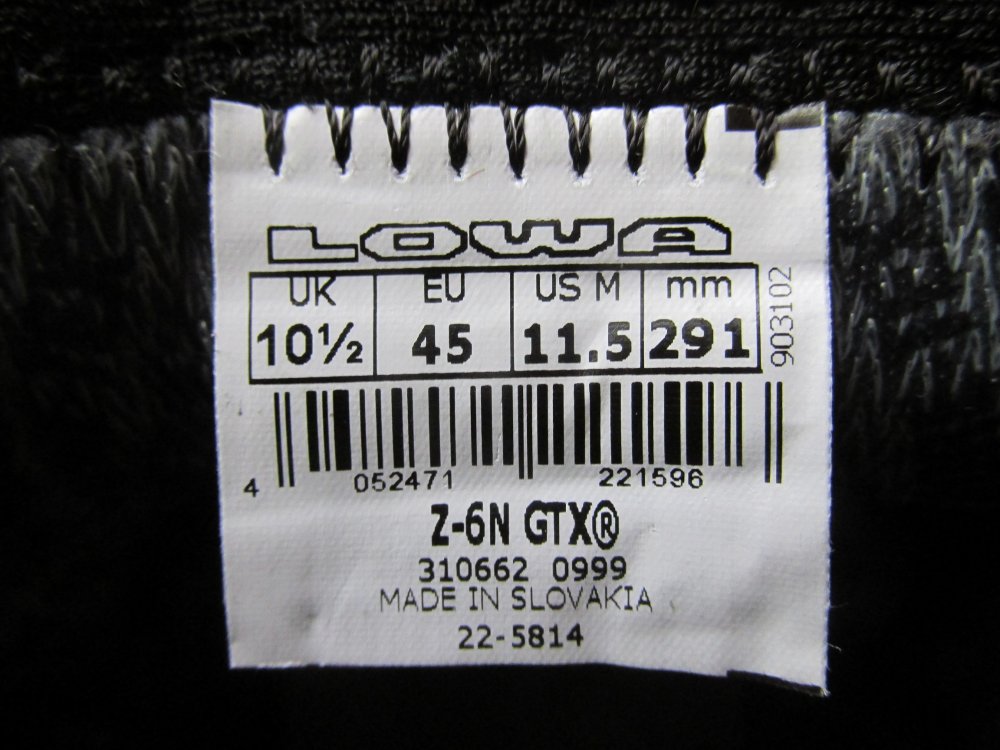 LOWA
UK EU US M mm
10½ 45 11.5 291
903102
4 052471 221596
Z-6N GTX®
310662 0999
MADE IN SLOVAKIA
22-5814